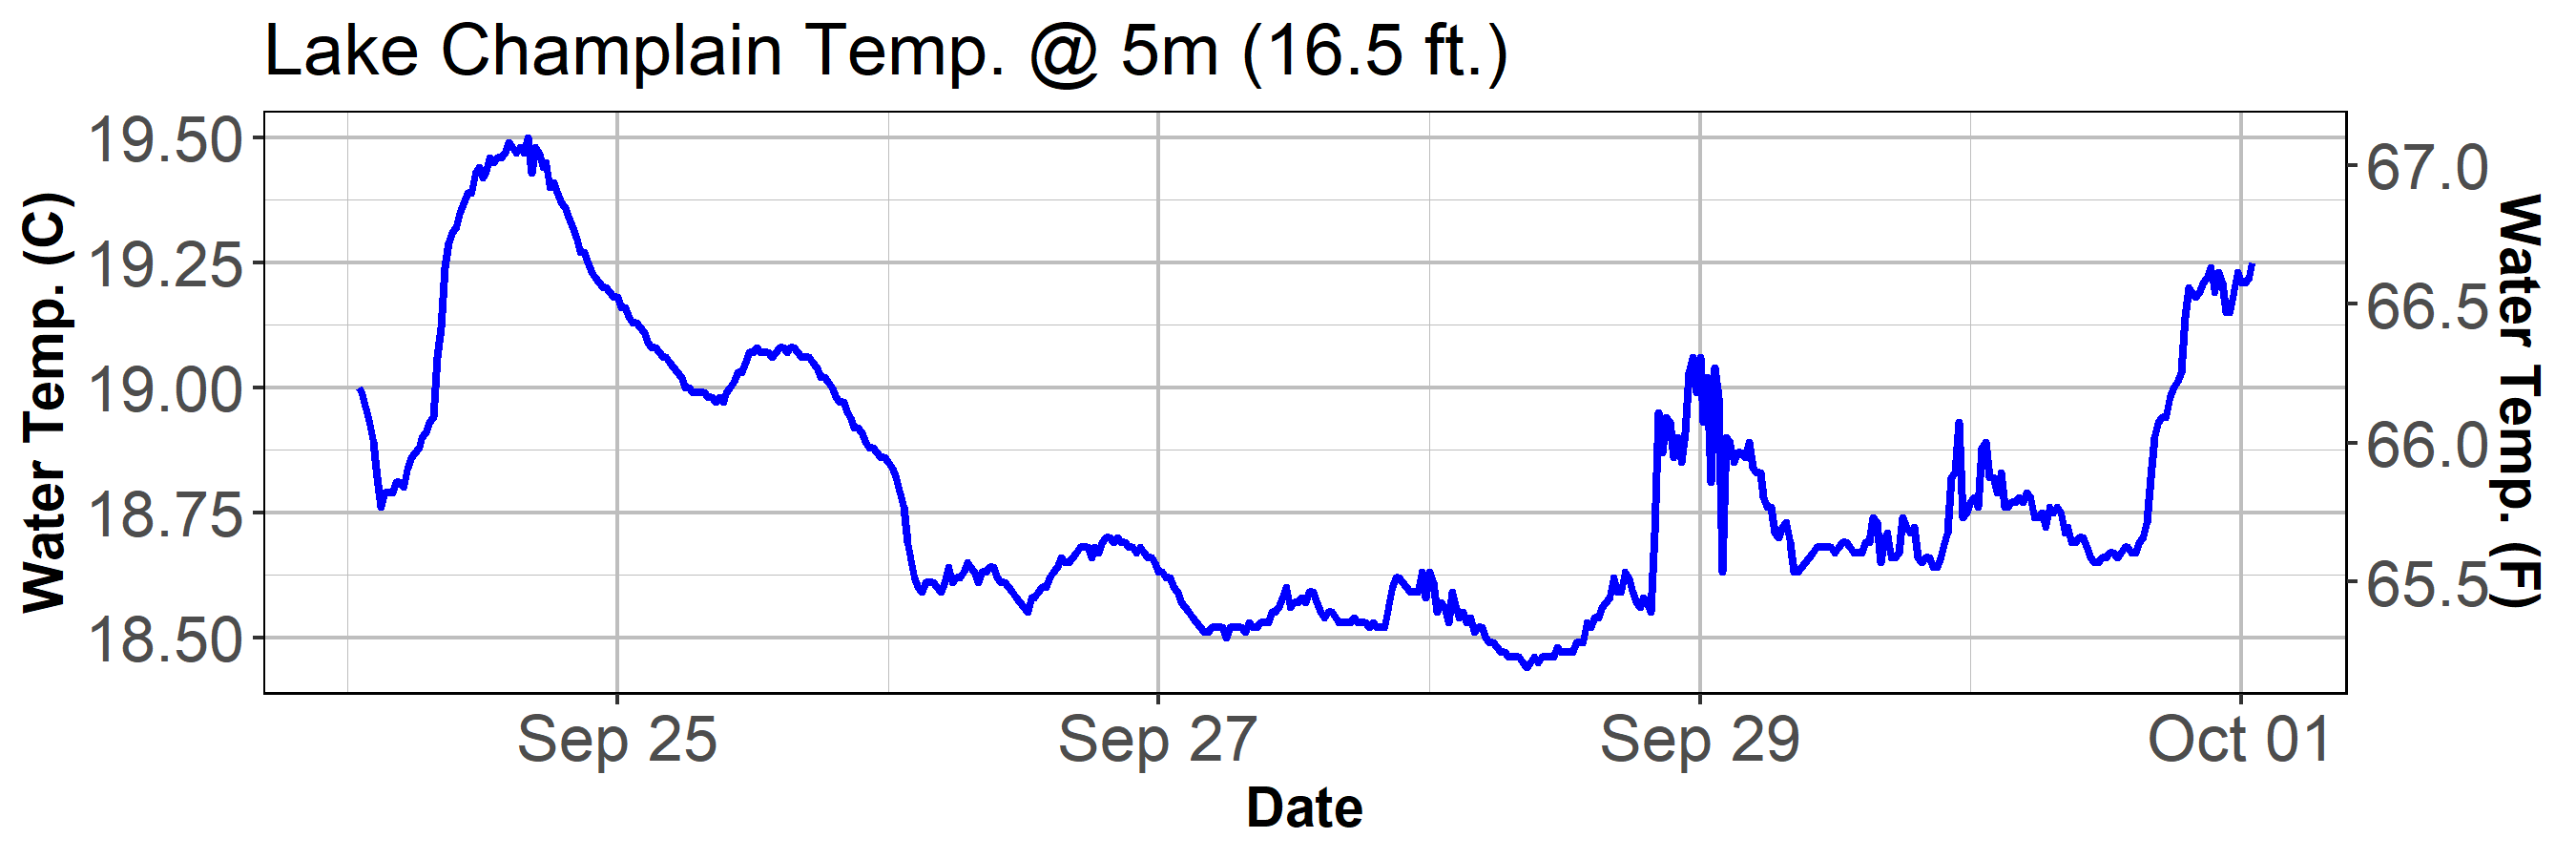 Lake Champlain Temp. @ 5m (16.5 ft.)
Water Temp. (C)
19.50
19.25
19.00
18.75
18.50
67.0
66.5
66.0
65.5
Water Temp. (F)
Sep 25
Sep 27
Sep 29
Oct 01
Date